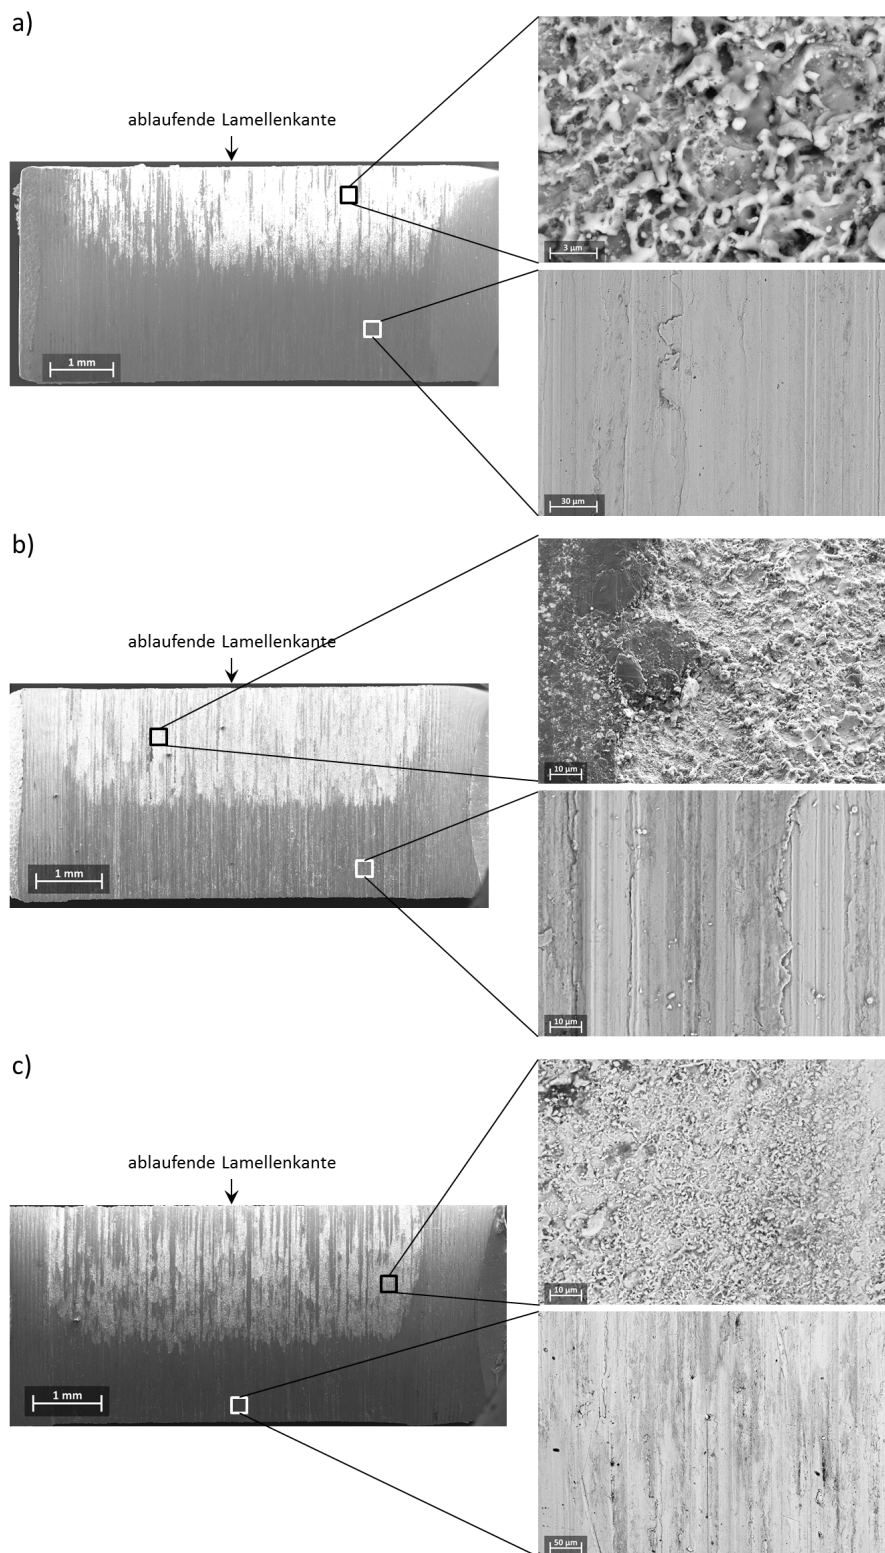 a)
ablaufende Lamellenkante
1 mm
3 µm
30 µm
b)
ablaufende Lamellenkante
1 mm
10 µm
10 µm
c)
ablaufende Lamellenkante
1 mm
10 µm
50 µm